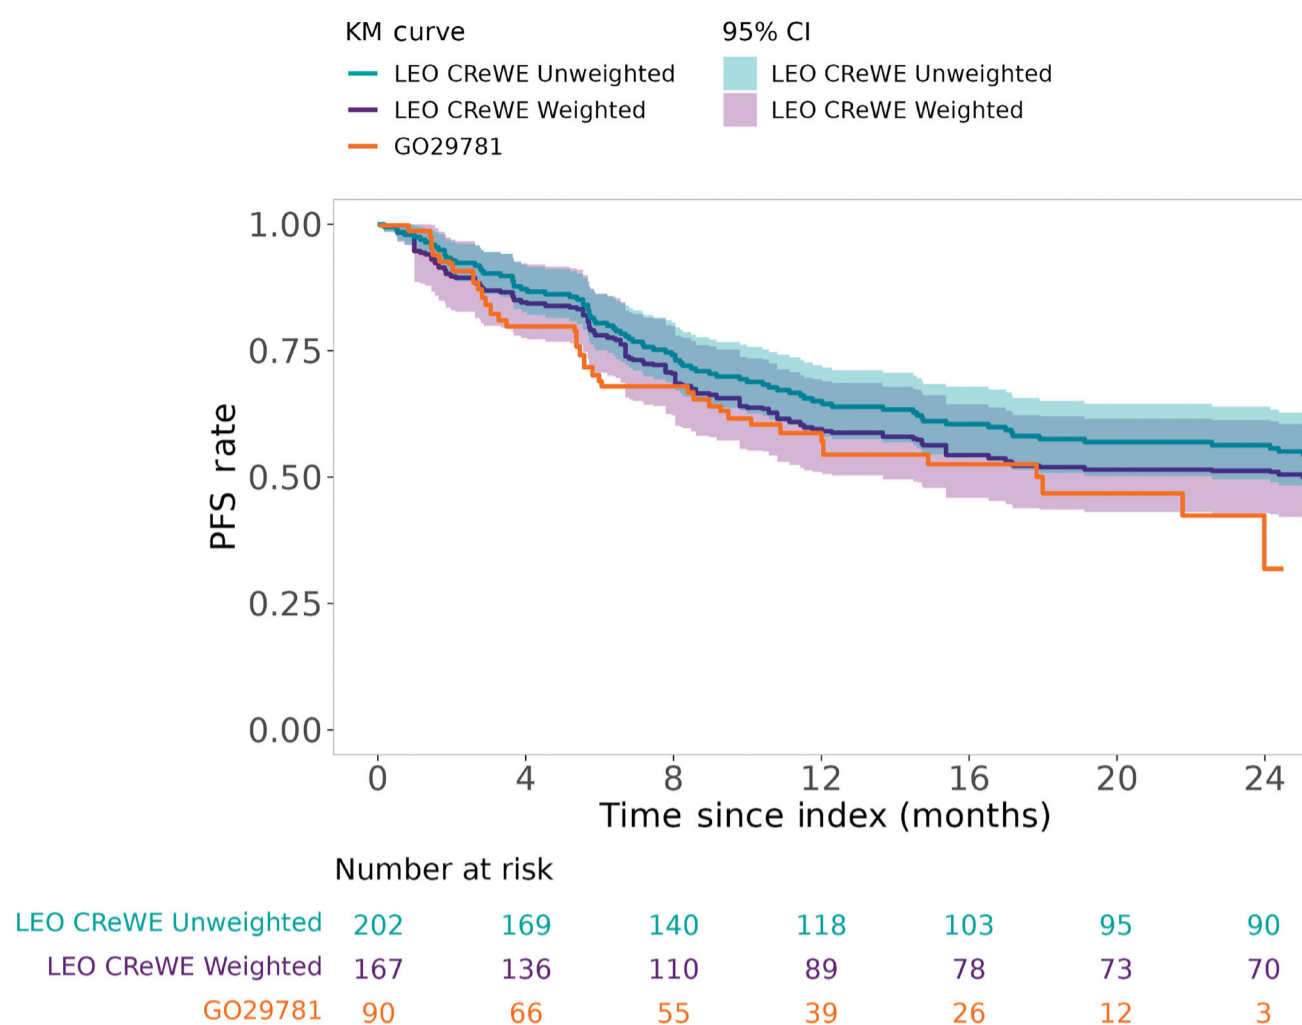 KM curve
95% CI
LEO CReWE Unweighted
LEO CReWE Unweighted
LEO CReWE Weighted
LEO CReWE Weighted
GO29781
PFS rate
1.00
0.75
0.50
0.25
0.00
0 4 8 12 16 20 24
Time since index (months)
Number at risk
LEO CReWE Unweighted 202 169 140 118 103 95 90
LEO CReWE Weighted 167 136 110 89 78 73 70
GO29781 90 66 55 39 26 12 3